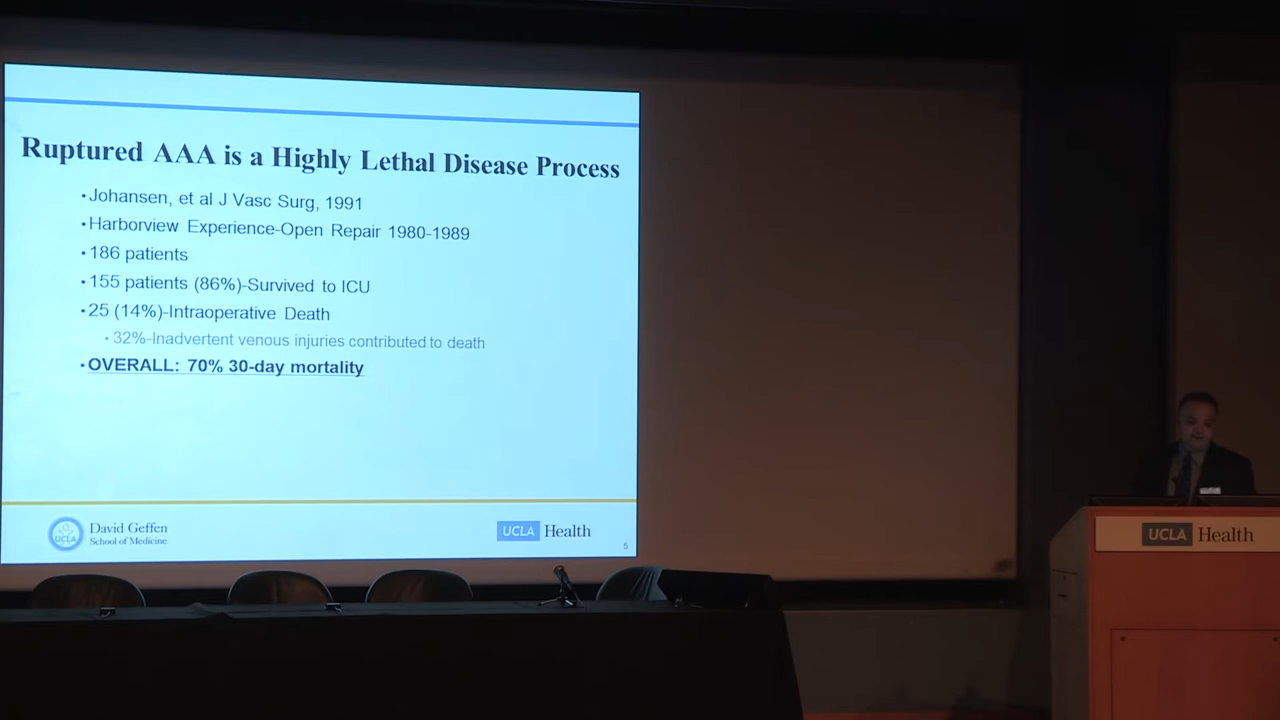 Ruptured AAA is a Highly Lethal Disease Process
•Johansen, et al J Vasc Surg, 1991
•Harborview Experience-Open Repair 1980-1989
•186 patients
•155 patients (86%)-Survived to ICU
•25 (14%)-Intraoperative Death
•32%-Inadvertent venous injuries contributed to death
•OVERALL: 70% 30-day mortality
UCLA
David Geffen
School of Medicine
UCLA Health
5
UCLA Health